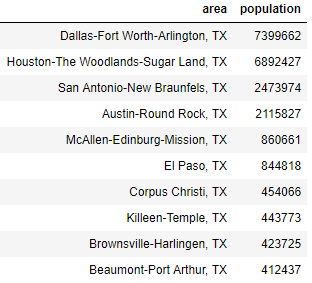 area population
Dallas-Fort Worth-Arlington, TX 7399662
Houston-The Woodlands-Sugar Land, TX 6892427
San Antonio-New Braunfels, TX 2473974
Austin-Round Rock, TX 2115827
McAllen-Edinburg-Mission, TX 860661
El Paso, TX 844818
Corpus Christi, TX 454066
Killeen-Temple, TX 443773
Brownsville-Harlingen, TX 423725
Beaumont-Port Arthur, TX 412437